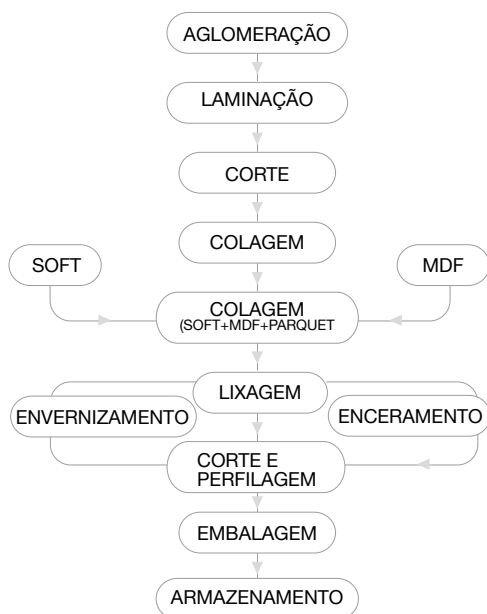 AGLOMERAÇÃO
LAMINAÇÃO
CORTE
COLAGEM
SOFT
MDF
COLAGEM
(SOFT+MDF+PARQUET
LIXAGEM
ENVERNIZAMENTO
ENCERAMENTO
CORTE E
PERFILAGEM
EMBALAGEM
ARMAZENAMENTO